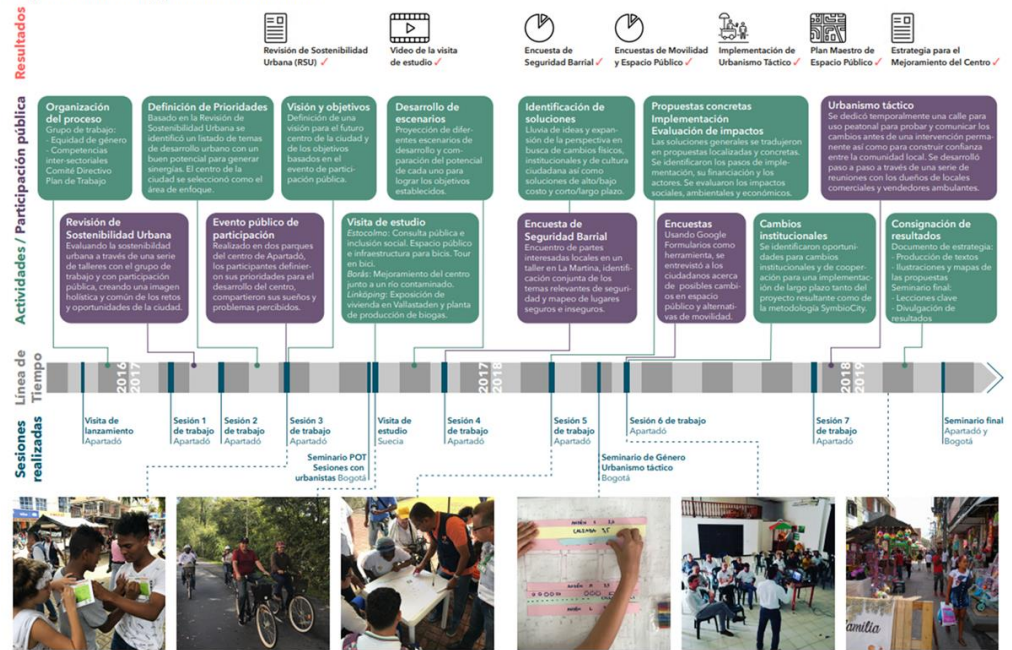 Resultados
Revisión de Sostenibilidad
Urbana (RSU) ✓
Video de la visita
de estudio ✓
Encuesta de
Seguridad Barrial ✓
Encuestas de Movilidad
y Espacio Público ✓
Implementación de
Urbanismo Táctico ✓
Plan Maestro de
Espacio Público ✓
Estrategia para el
Mejoramiento del Centro ✓
Actividades / Participación pública
Organización
del proceso
Grupo de trabajo:
- Equidad de género
- Competencias
inter-sectoriales
Comité Directivo
Plan de Trabajo
Definición de Prioridades
Basado en la Revisión de
Sostenibilidad Urbana se
identificó un listado de temas
de desarrollo urbano con un
buen potencial para generar
sinergias. El centro de la
ciudad se seleccionó como el
área de enfoque.
Visión y objetivos
Definición de una
visión para el futuro
centro de la ciudad y
de los objetivos
basados en el
evento de partici-
pación pública.
Desarrollo de
escenarios
Proyección de difer-
entes escenarios de
desarrollo y com-
paración del potencial
de cada uno para
lograr los objetivos
establecidos.
Identificación de
soluciones
Lluvia de ideas y expan-
sión de la perspectiva en
busca de cambios físicos,
institucionales y de cultura
ciudadana así como
soluciones de alto/bajo
costo y corto/largo plazo.
Propuestas concretas
Implementación
Evaluación de impactos
Las soluciones generales se tradujeron
en propuestas localizadas y concretas.
Se identificaron los pasos de imple-
mentación, su financiación y los
actores. Se evaluaron los impactos
sociales, ambientales y económicos.
Urbanismo táctico
Se dedicó temporalmente una calle para
uso peatonal para probar y comunicar los
cambios antes de una intervención perma-
nente así como para construir confianza
entre la comunidad local. Se desarrolló
paso a paso a través de una serie de
reuniones con los dueños de locales
comerciales y vendedores ambulantes.
Revisión de
Sostenibilidad Urbana
Evaluando la sostenibildad
urbana a través de una serie
de talleres con el grupo de
trabajo y con participación
pública, creando una imagen
holística y común de los retos
y oportunidades de la ciudad.
Evento público de
participación
Realizado en dos parques
del centro de Apartadó,
los participantes definier-
on sus prioridades para el
desarrollo del centro,
compartieron sus sueños y
problemas percibidos.
Visita de estudio
Estocolmo: Consulta pública e
inclusión social. Espacio público
e infraestructura para bicis. Tour
en bici.
Borås: Mejoramiento del centro
junto a un río contaminado.
Linköping: Exposición de
vivienda en Vallastaden y planta
de producción de biogas.
Encuesta de
Seguridad Barrial
Encuentro de partes
interesadas locales en un
taller en La Martina, identifi-
cación conjunta de los
temas relevantes de seguri-
dad y mapeo de lugares
seguros e inseguros.
Encuestas
Usando Google
Formularios como
herramienta, se
entrevistó a los
ciudadanos acerca
de posibles cambi-
os en espacio
público y alternati-
vas de movilidad.
Cambios
institucionales
Se identificaron oportuni-
dades para cambios
institucionales y de cooper-
ación para una implementac-
ión de largo plazo tanto del
proyecto resultante como de
la metodología SymbioCity.
Consignación de
resultados
Documento de estrategia:
- Producción de textos
- Ilustraciones y mapas de
las propuestas
Seminario final:
- Lecciones clave
- Divulgación de
resultados
Línea de
Tiempo
2016
2017
2017
2018
2018
2019
Sesiones
realizadas
Visita de
lanzamiento
Apartadó
Sesión 1
de trabajo
Apartadó
Sesión 2
de trabajo
Apartadó
Sesión 3
de trabajo
Apartadó
Seminario POT
Sesiones con
urbanistas Bogotá
Visita de
estudio
Suecia
Sesión 4
de trabajo
Apartadó
Sesión 5
de trabajo
Apartadó
Seminario de Género
Urbanismo táctico
Bogotá
Sesión 6 de trabajo
Apartadó
Sesión 7
de trabajo
Apartadó
Seminario final
Apartadó y
Bogotá
familia